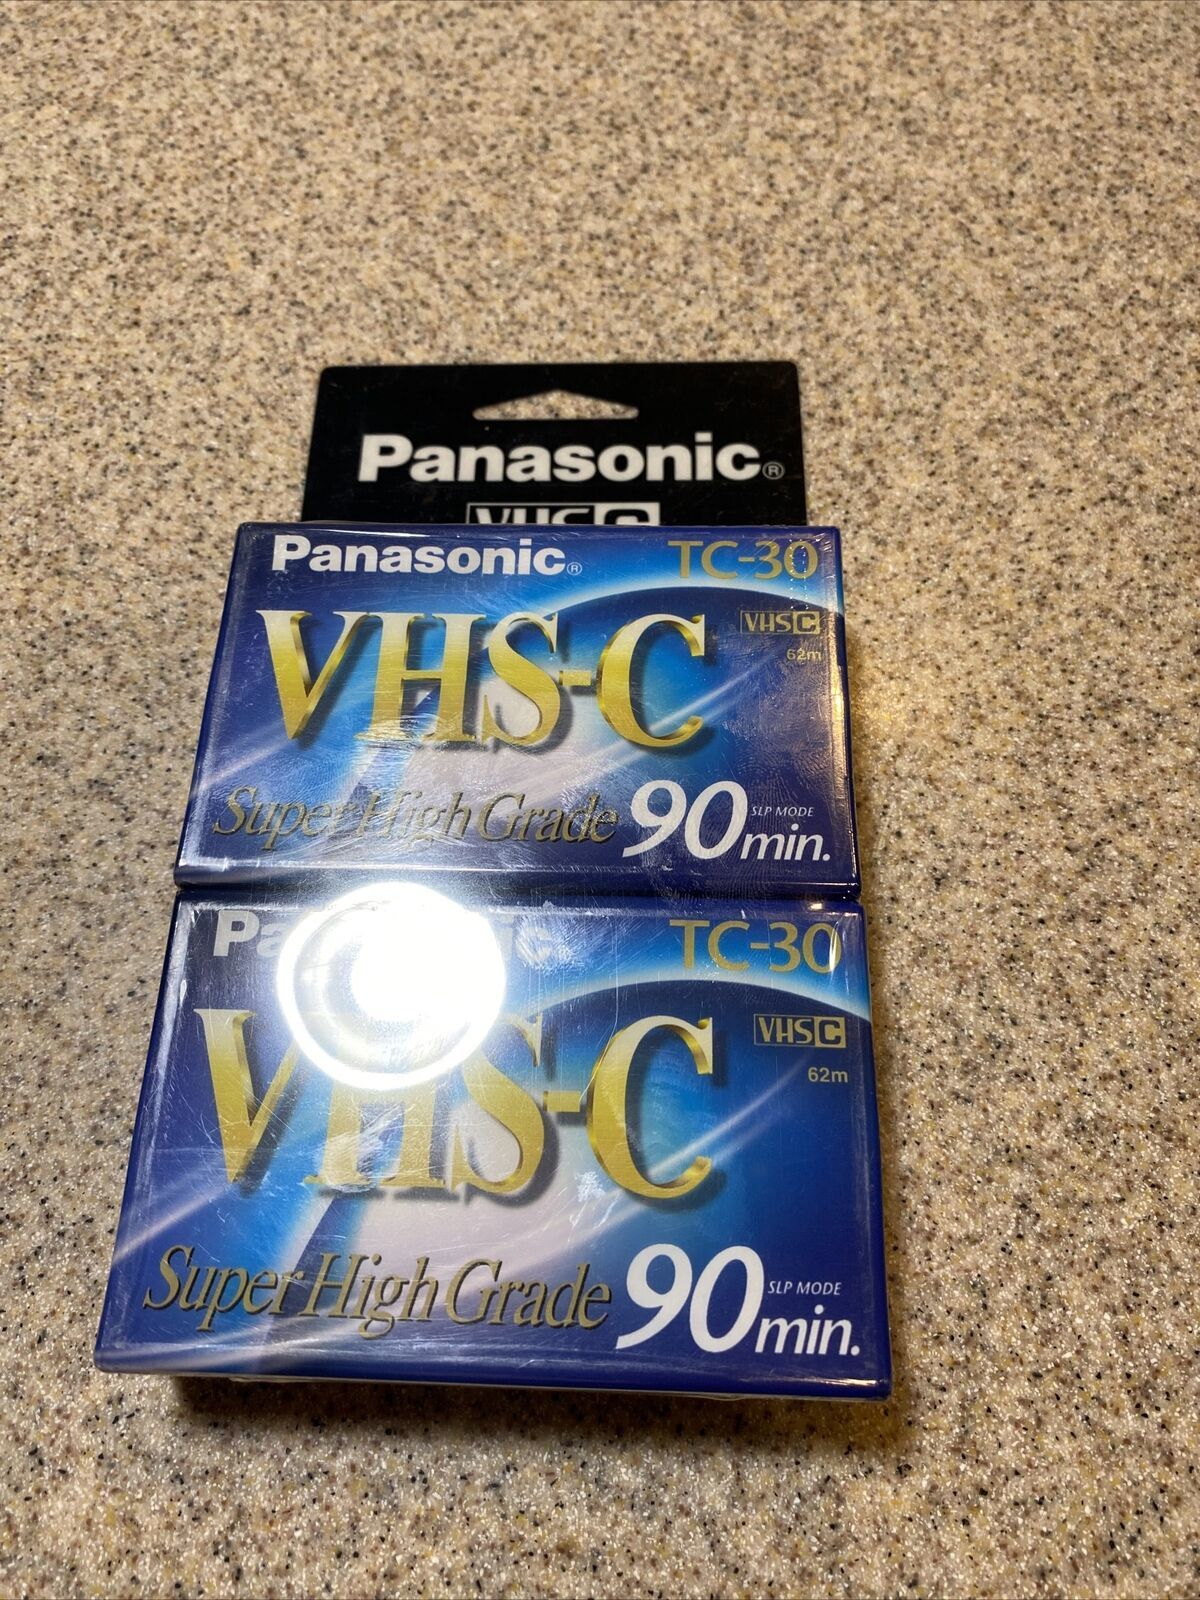 Panasonic®
VHS C
Panasonic® TC-30
VHS-C
VHS C
62m
Super High Grade 90 min.
SLP MODE
TC-30
VHS-C
VHS C
62m
Super High Grade 90 min.
SLP MODE